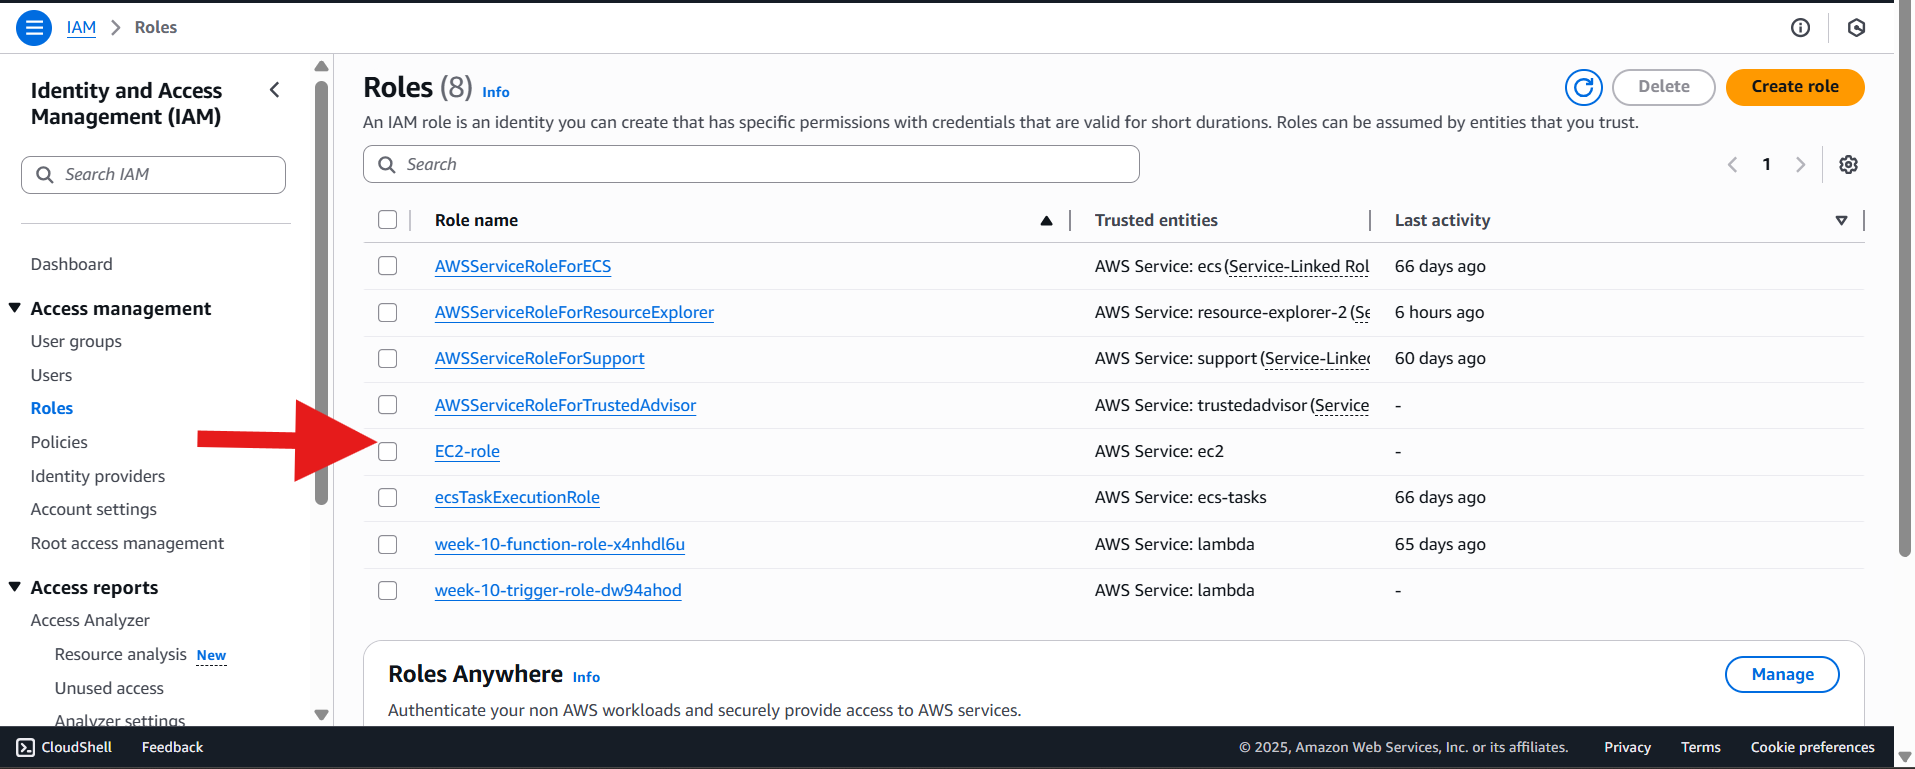 IAM > Roles
Identity and Access
Management (IAM)
Search IAM
Dashboard
Access management
User groups
Users
Roles
Policies
Identity providers
Account settings
Root access management
Access reports
Access Analyzer
Resource analysis New
Unused access
Analyzer settings
Roles (8) Info
Delete
Create role
An IAM role is an identity you can create that has specific permissions with credentials that are valid for short durations. Roles can be assumed by entities that you trust.
Search
1
Role name Trusted entities Last activity
AWSServiceRoleForECS AWS Service: ecs (Service-Linked Rol 66 days ago
AWSServiceRoleForResourceExplorer AWS Service: resource-explorer-2 (Se 6 hours ago
AWSServiceRoleForSupport AWS Service: support (Service-Linked 60 days ago
AWSServiceRoleForTrustedAdvisor AWS Service: trustedadvisor (Service -
EC2-role AWS Service: ec2 -
ecsTaskExecutionRole AWS Service: ecs-tasks 66 days ago
week-10-function-role-x4nhdl6u AWS Service: lambda 65 days ago
week-10-trigger-role-dw94ahod AWS Service: lambda -
Roles Anywhere Info
Manage
Authenticate your non AWS workloads and securely provide access to AWS services.
CloudShell Feedback © 2025, Amazon Web Services, Inc. or its affiliates. Privacy Terms Cookie preferences